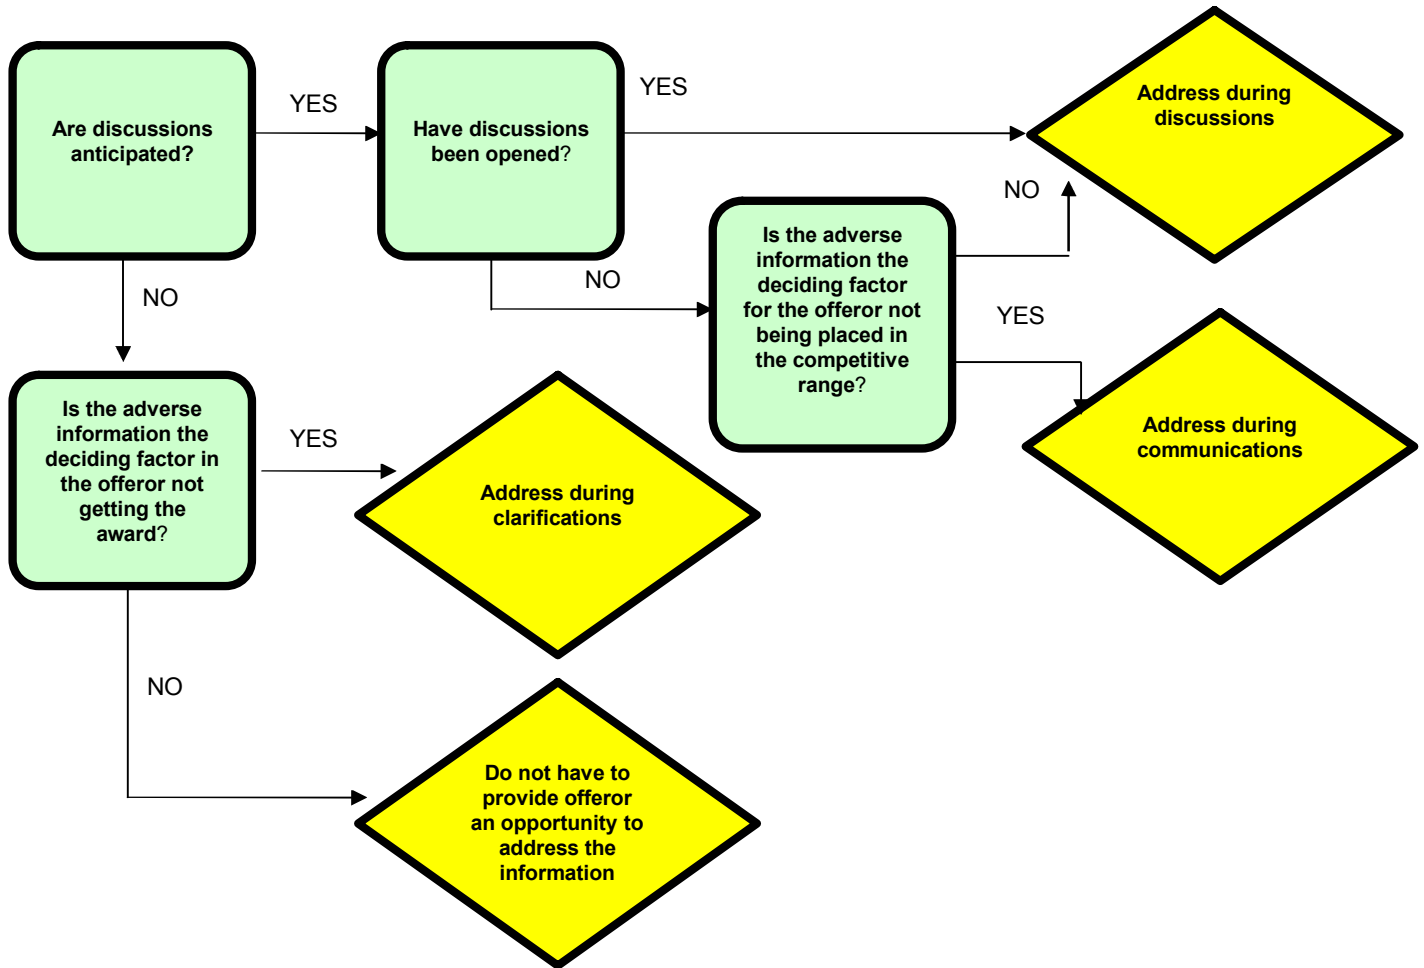 Are discussions
anticipated?
YES
Have discussions
been opened?
YES
Address during
discussions
NO
NO
Is the adverse
information the
deciding factor
for the offeror not
being placed in
the competitive
range?
NO
YES
Address during
communications
Is the adverse
information the
deciding factor in
the offeror not
getting the
award?
YES
Address during
clarifications
NO
Do not have to
provide offeror
an opportunity to
address the
information